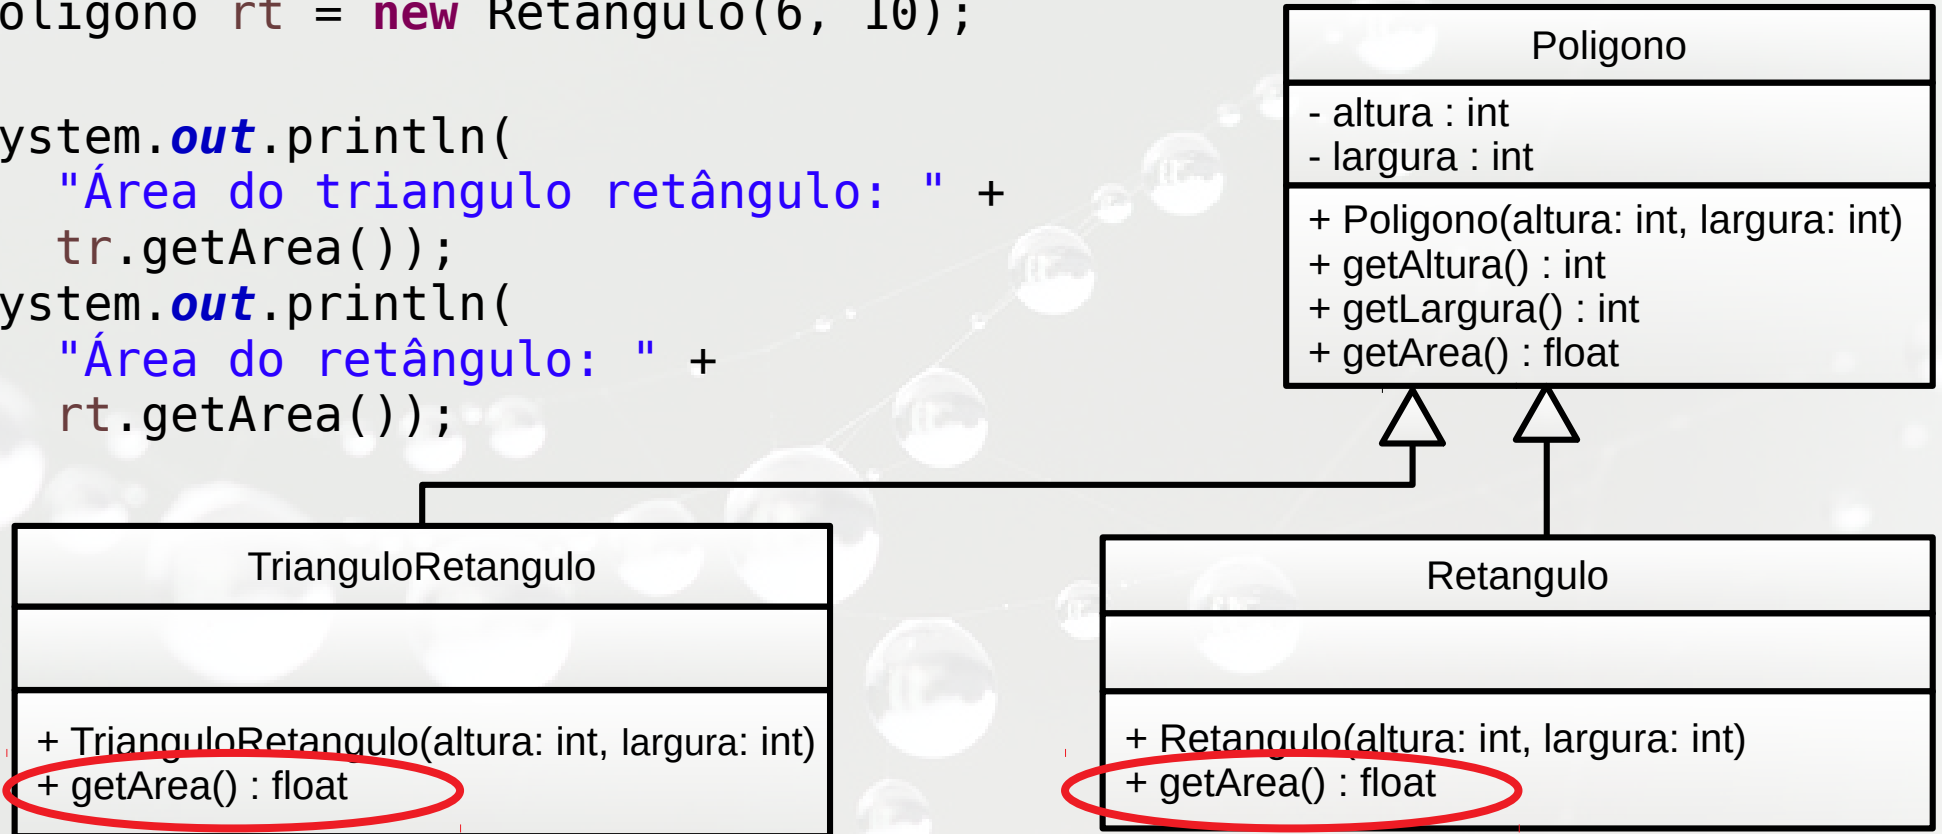 oligono rt = new Retangulo(6, 10);
ystem.out.println(
"Área do triangulo retângulo: " +
tr.getArea());
ystem.out.println(
"Área do retângulo: " +
rt.getArea());
Poligono
- altura : int
- largura : int
+ Poligono(altura: int, largura: int)
+ getAltura() : int
+ getLargura() : int
+ getArea() : float
TrianguloRetangulo
+ TrianguloRetangulo(altura: int, largura: int)
+ getArea() : float
Retangulo
+ Retangulo(altura: int, largura: int)
+ getArea() : float